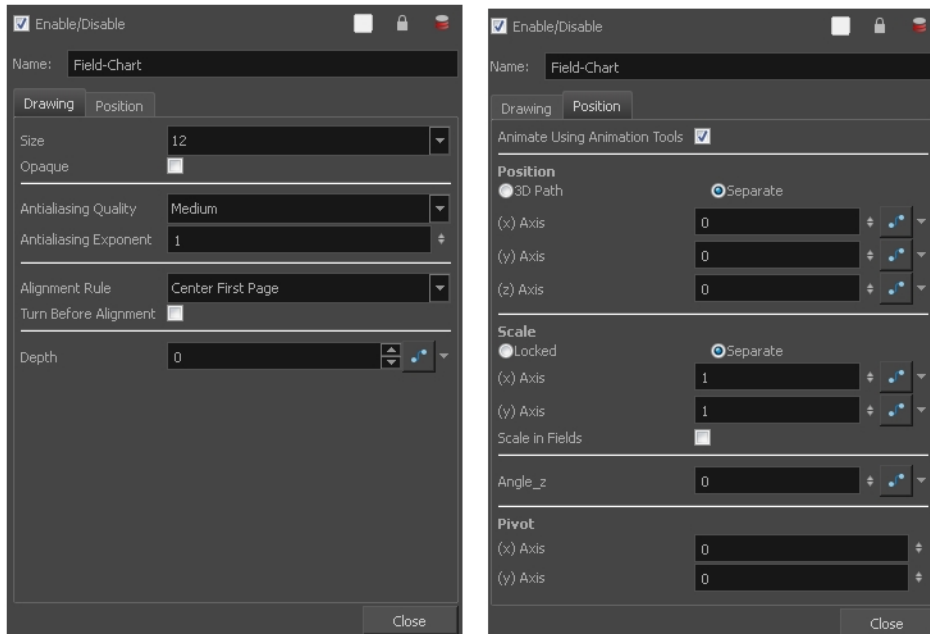 Enable/Disable
Name: Field-Chart
Drawing Position
Size 12
Opaque
Antialiasing Quality Medium
Antialiasing Exponent 1
Alignment Rule Center First Page
Turn Before Alignment
Depth 0
Close
Enable/Disable
Name: Field-Chart
Drawing Position
Animate Using Animation Tools
Position
3D Path Separate
(x) Axis 0
(y) Axis 0
(z) Axis 0
Scale
Locked Separate
(x) Axis 1
(y) Axis 1
Scale in Fields
Angle_z 0
Pivot
(x) Axis 0
(y) Axis 0
Close